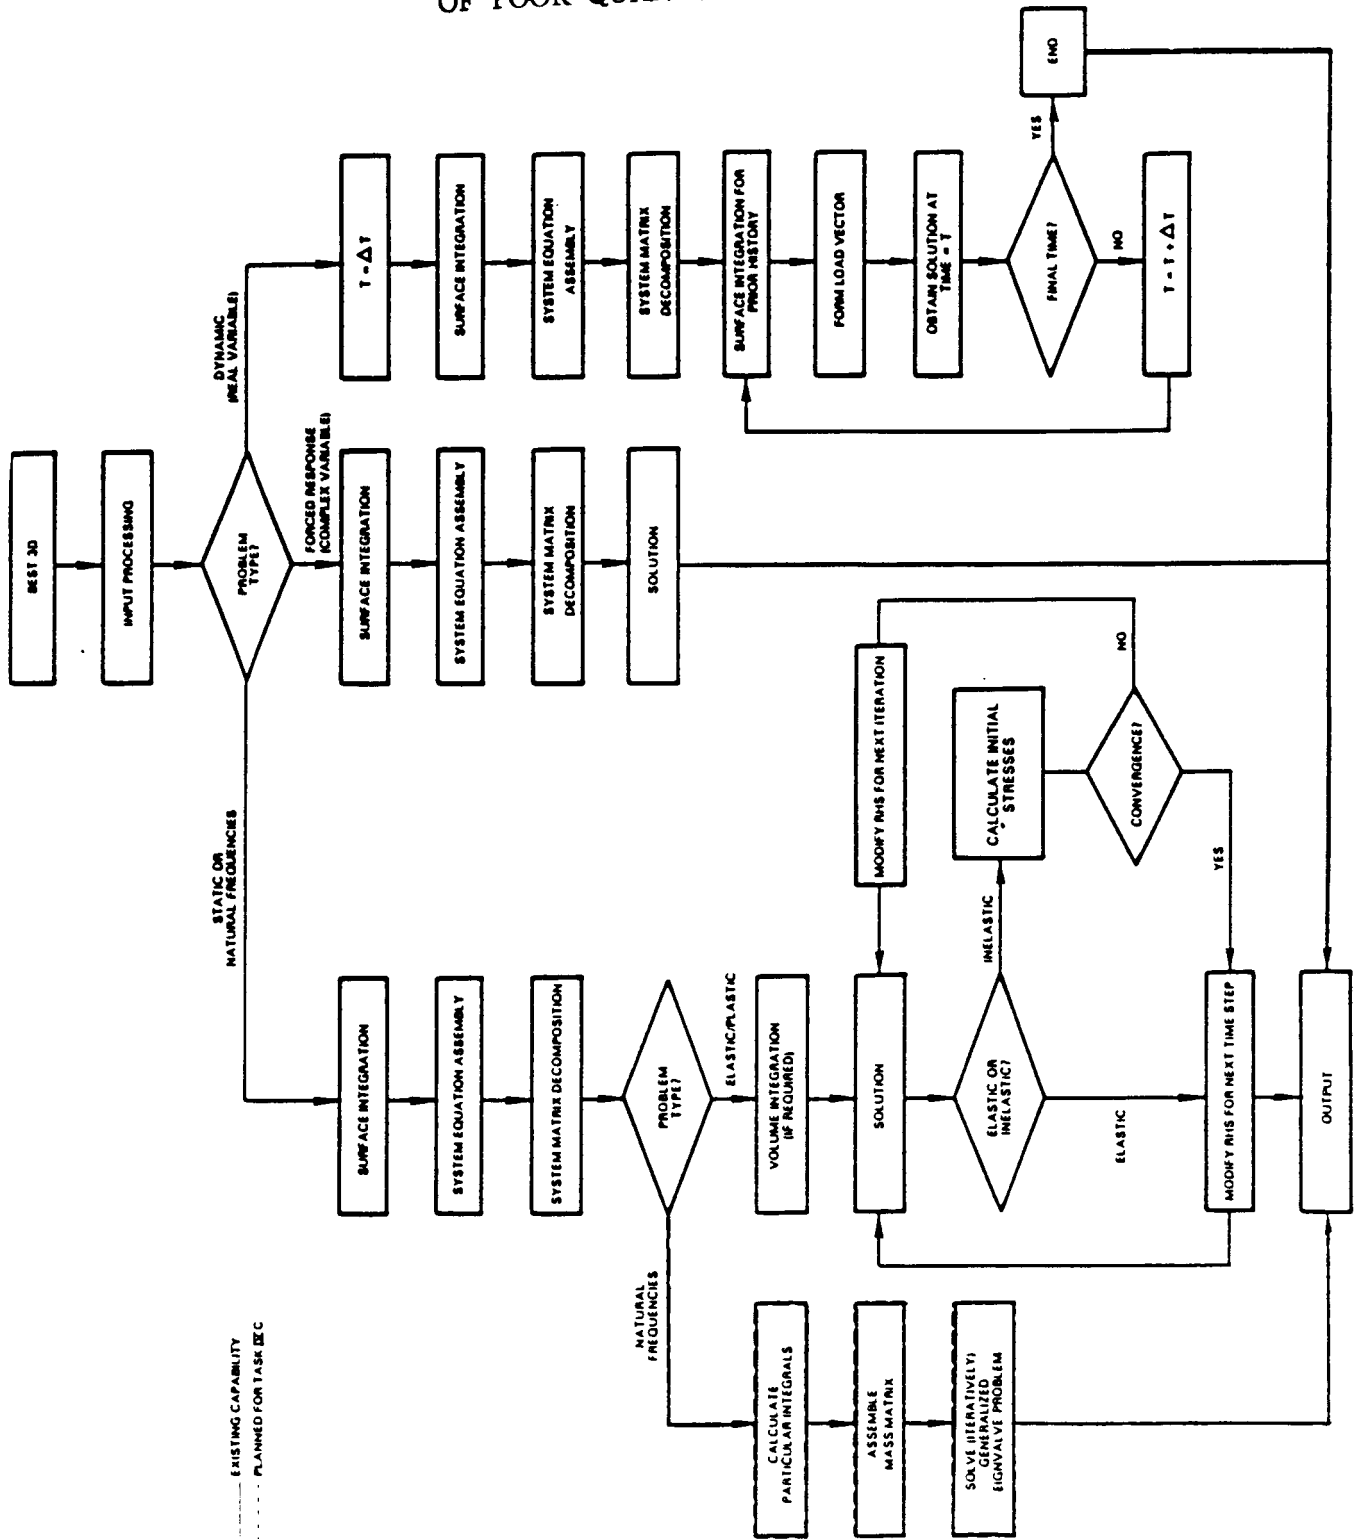 OF POOR QUALI
BEST 3D
INPUT PROCESSING
PROBLEM
TYPE?
STATIC OR
NATURAL FREQUENCIES
FORCED RESPONSE
(COMPLEX VARIABLE)
DYNAMIC
(REAL VARIABLE)
EXISTING CAPABILITY
PLANNED FOR TASK IV C
SURFACE INTEGRATION
SYSTEM EQUATION ASSEMBLY
SYSTEM MATRIX DECOMPOSITION
PROBLEM
TYPE?
NATURAL
FREQUENCIES
ELASTIC/PLASTIC
CALCULATE
PARTICULAR INTEGRALS
ASSEMBLE
MASS MATRIX
SOLVE (ITERATIVELY)
GENERALIZED
EIGNVALVE PROBLEM
VOLUME INTEGRATION
(IF REQUIRED)
SOLUTION
ELASTIC OR
INELASTIC?
INELASTIC
ELASTIC
MODIFY RHS FOR NEXT ITERATION
CALCULATE INITIAL
STRESSES
CONVERGENCE?
NO
YES
MODIFY RHS FOR NEXT TIME STEP
OUTPUT
SURFACE INTEGRATION
SYSTEM EQUATION ASSEMBLY
SYSTEM MATRIX
DECOMPOSITION
SOLUTION
T = ΔT
SURFACE INTEGRATION
SYSTEM EQUATION
ASSEMBLY
SYSTEM MATRIX
DECOMPOSITION
SURFACE INTEGRATION FOR
PRIOR HISTORY
FORM LOAD VECTOR
OBTAIN SOLUTION AT
TIME = T
FINAL TIME?
YES
END
NO
T = T + ΔT